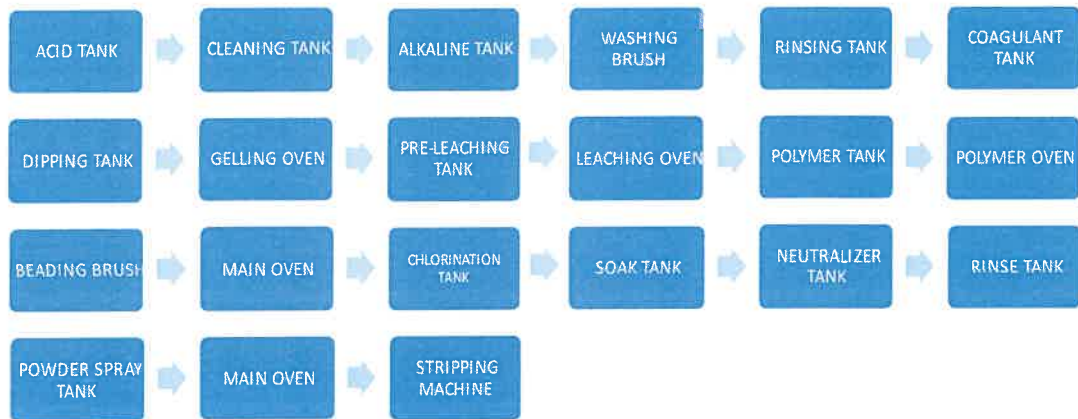 ACID TANK
CLEANING TANK
ALKALINE TANK
WASHING
BRUSH
RINSING TANK
COAGULANT
TANK
DIPPING TANK
GELLING OVEN
PRE-LEACHING
TANK
LEACHING OVEN
POLYMER TANK
POLYMER OVEN
BEADING BRUSH
MAIN OVEN
CHLORINATION
TANK
SOAK TANK
NEUTRALIZER
TANK
RINSE TANK
POWDER SPRAY
TANK
MAIN OVEN
STRIPPING
MACHINE